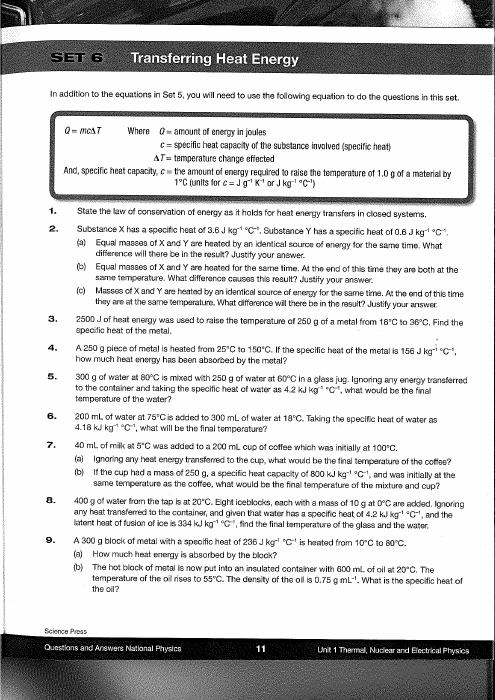 SET 6 Transferring Heat Energy
In addition to the equations in Set 5, you will need to use the following equation to do the questions in this set.
Q = mcΔT Where Q = amount of energy in joules
c = specific heat capacity of the substance involved (specific heat)
ΔT = temperature change effected
And, specific heat capacity, c = the amount of energy required to raise the temperature of 1.0 g of a material by
1°C (units for c = J g⁻¹ K⁻¹ or J kg⁻¹ °C⁻¹)
1. State the law of conservation of energy as it holds for heat energy transfers in closed systems.
2. Substance X has a specific heat of 3.6 J kg⁻¹ °C⁻¹. Substance Y has a specific heat of 0.6 J kg⁻¹ °C⁻¹.
(a) Equal masses of X and Y are heated by an identical source of energy for the same time. What
difference will there be in the result? Justify your answer.
(b) Equal masses of X and Y are heated for the same time. At the end of this time they are both at the
same temperature. What difference causes this result? Justify your answer.
(c) Masses of X and Y are heated by an identical source of energy for the same time. At the end of this time
they are at the same temperature. What difference will there be in the result? Justify your answer.
3. 2500 J of heat energy was used to raise the temperature of 250 g of a metal from 18°C to 36°C. Find the
specific heat of the metal.
4. A 250 g piece of metal is heated from 25°C to 150°C. If the specific heat of the metal is 156 J kg⁻¹ °C⁻¹,
how much heat energy has been absorbed by the metal?
5. 300 g of water at 80°C is mixed with 250 g of water at 60°C in a glass jug. Ignoring any energy transferred
to the container and taking the specific heat of water as 4.2 kJ kg⁻¹ °C⁻¹, what would be the final
temperature of the water?
6. 200 mL of water at 75°C is added to 300 mL of water at 18°C. Taking the specific heat of water as
4.18 kJ kg⁻¹ °C⁻¹, what will be the final temperature?
7. 40 mL of milk at 5°C was added to a 200 mL cup of coffee which was initially at 100°C.
(a) Ignoring any heat energy transferred to the cup, what would be the final temperature of the coffee?
(b) If the cup had a mass of 250 g, a specific heat capacity of 800 kJ kg⁻¹ °C⁻¹, and was initially at the
same temperature as the coffee, what would be the final temperature of the mixture and cup?
8. 400 g of water from the tap is at 20°C. Eight iceblocks, each with a mass of 10 g at 0°C are added. Ignoring
any heat transferred to the container, and given that water has a specific heat of 4.2 kJ kg⁻¹ °C⁻¹, and the
latent heat of fusion of ice is 334 kJ kg⁻¹ °C⁻¹, find the final temperature of the glass and the water.
9. A 300 g block of metal with a specific heat of 236 J kg⁻¹ °C⁻¹ is heated from 10°C to 80°C.
(a) How much heat energy is absorbed by the block?
(b) The hot block of metal is now put into an insulated container with 600 mL of oil at 20°C. The
temperature of the oil rises to 55°C. The density of the oil is 0.75 g mL⁻¹. What is the specific heat of
the oil?
Science Press
Questions and Answers National Physics 11 Unit 1 Thermal, Nuclear and Electrical Physics